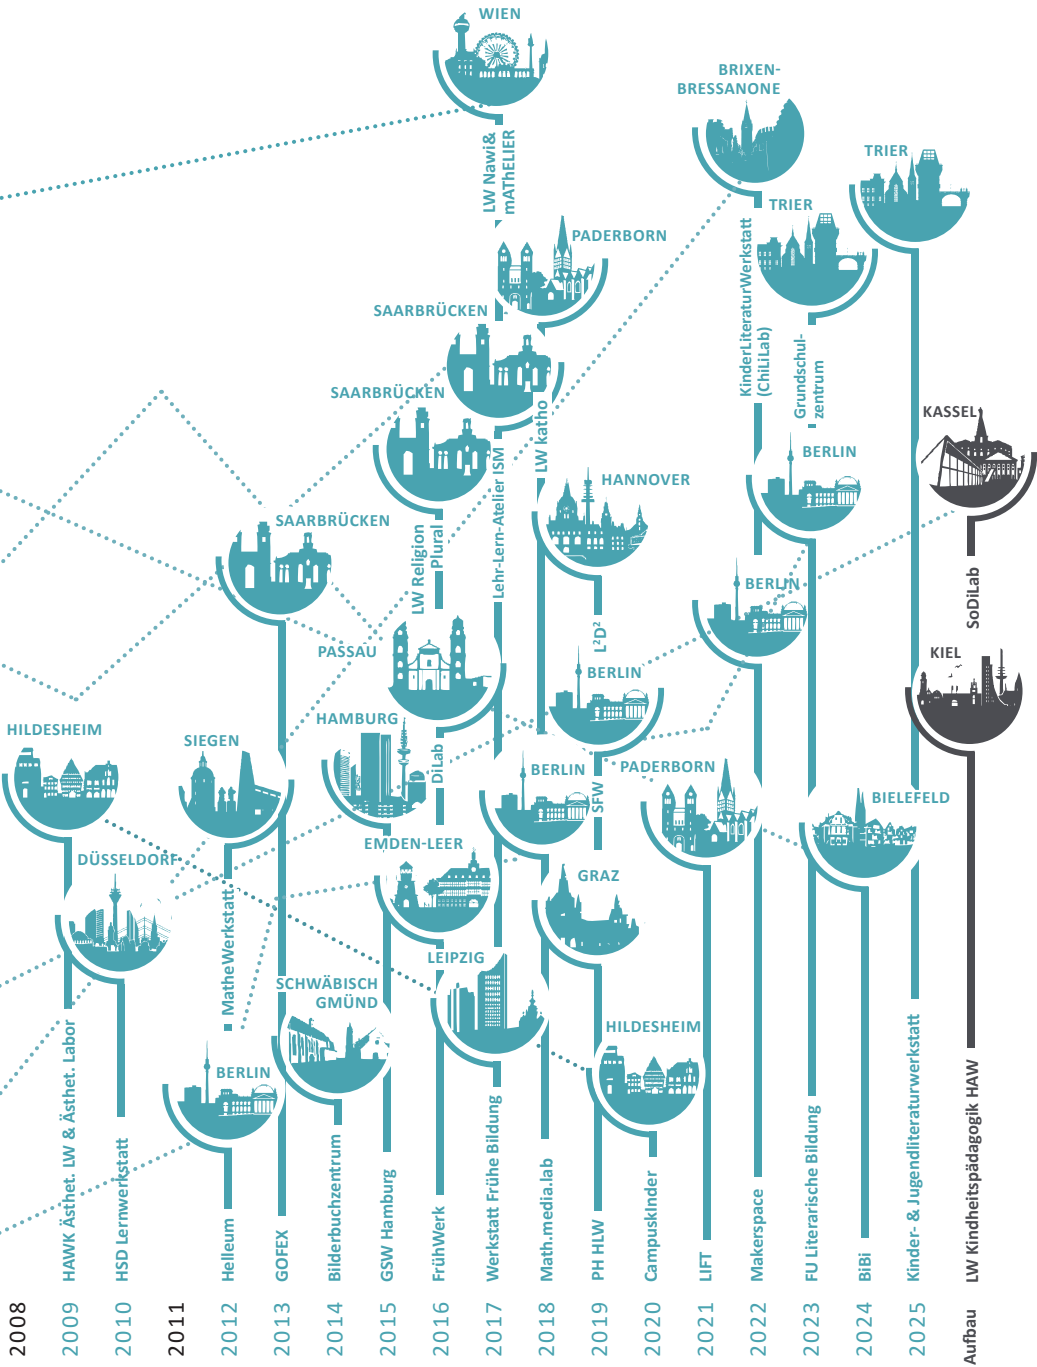 WIEN
BRIXEN-
BRESSANONE
LW Nawi&
mAThELIER
TRIER
TRIER
PADERBORN
SAARBRÜCKEN
KinderLiteraturWerkstatt
(ChiLiLab)
Grundschul-
zentrum
SAARBRÜCKEN
LW katho
KASSEL
BERLIN
HANNOVER
Lehr-Lern-Atelier ISM
SAARBRÜCKEN
LW Religion
Plural
BERLIN
SoDiLab
L²D²
PASSAU
KIEL
BERLIN
HAMBURG
HILDESHEIM
SIEGEN
DiLab
BERLIN
SFW
PADERBORN
BIELEFELD
EMDEN-LEER
DÜSSELDORF
GRAZ
MatheWerkstatt
LEIPZIG
SCHWÄBISCH
GMÜND
HILDESHEIM
BERLIN
HAWK Ästhet. LW & Ästhet. Labor
HSD Lernwerkstatt
Helleum
GOFEX
Bilderbuchzentrum
GSW Hamburg
FrühWerk
Werkstatt Frühe Bildung
Math.media.lab
PH HLW
CampuskInder
LIFT
Makerspace
FU Literarische Bildung
BiBi
Kinder- & Jugendliteraturwerkstatt
LW Kindheitspädagogik HAW
2008
2009
2010
2011
2012
2013
2014
2015
2016
2017
2018
2019
2020
2021
2022
2023
2024
2025
Aufbau